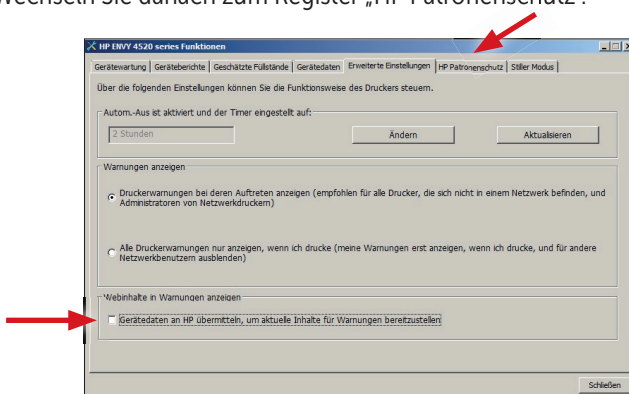 Wechseln Sie danach zum Register „HP Patronenschutz“.
HP ENVY 4520 series Funktionen
Gerätewartung Geräteberichte Geschätzte Füllstände Gerätedaten Erweiterte Einstellungen HP Patronenschutz Stiller Modus
Über die folgenden Einstellungen können Sie die Funktionsweise des Druckers steuern.
Autom.-Aus ist aktiviert und der Timer eingestellt auf:
2 Stunden Ändern Aktualisieren
Warnungen anzeigen
Druckerwarnungen bei deren Auftreten anzeigen (empfohlen für alle Drucker, die sich nicht in einem Netzwerk befinden, und
Administratoren von Netzwerkdruckern)
Alle Druckerwarnungen nur anzeigen, wenn ich drucke (meine Warnungen erst anzeigen, wenn ich drucke, und für andere
Netzwerkbenutzern ausblenden)
Webinhalte in Warnungen anzeigen
Gerätedaten an HP übermitteln, um aktuelle Inhalte für Warnungen bereitzustellen
Schließen